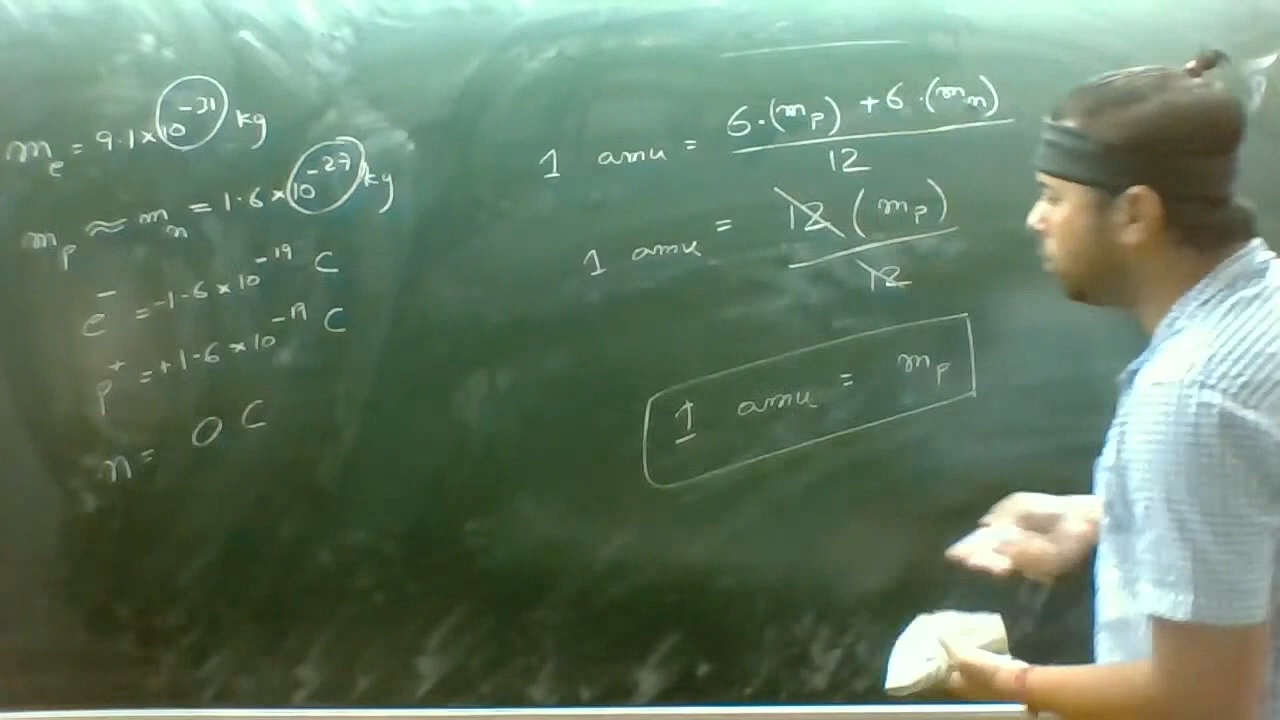 m_e = 9.1 × 10^-31 kg
m_p ≈ m_n = 1.6 × 10^-27 kg
e^- = -1.6 × 10^-19 C
p^+ = +1.6 × 10^-19 C
n = 0 C
1 amu = 6·(m_p) + 6·(m_n) / 12
1 amu = 12 (m_p) / 12
1 amu = m_p